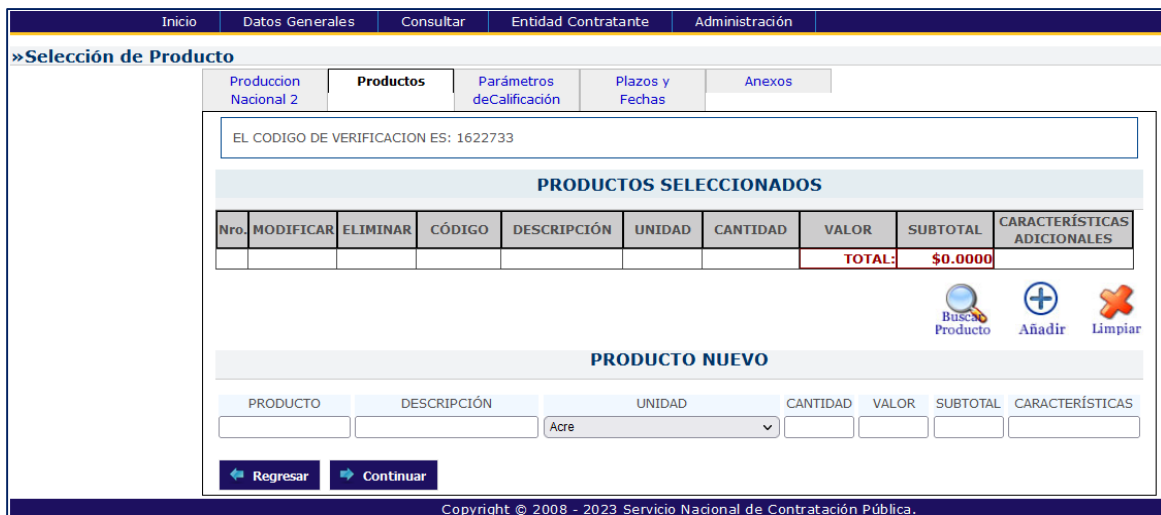 Inicio Datos Generales Consultar Entidad Contratante Administración
»Selección de Producto
Produccion Nacional 2 Productos Parámetros deCalificación Plazos y Fechas Anexos
EL CODIGO DE VERIFICACION ES: 1622733
PRODUCTOS SELECCIONADOS
Nro. MODIFICAR ELIMINAR CÓDIGO DESCRIPCIÓN UNIDAD CANTIDAD VALOR SUBTOTAL CARACTERÍSTICAS ADICIONALES
TOTAL: $0.0000
Buscar Producto Añadir Limpiar
PRODUCTO NUEVO
PRODUCTO DESCRIPCIÓN UNIDAD CANTIDAD VALOR SUBTOTAL CARACTERÍSTICAS
Acre
Regresar Continuar
Copyright © 2008 - 2023 Servicio Nacional de Contratación Pública.